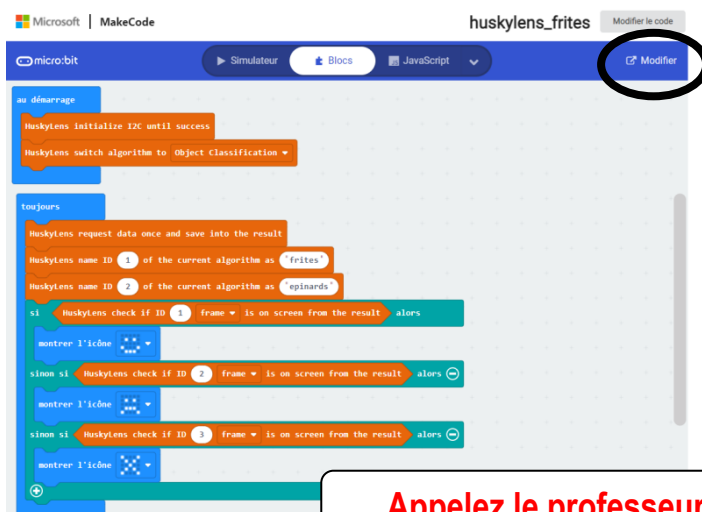 Microsoft | MakeCode
huskylens_frites
Modifier le code
micro:bit
Simulateur
Blocs
JavaScript
Modifier
au démarrage
HuskyLens initialize I2C until success
HuskyLens switch algorithm to Object Classification
toujours
HuskyLens request data once and save into the result
HuskyLens name ID 1 of the current algorithm as "frites"
HuskyLens name ID 2 of the current algorithm as "epinards"
si HuskyLens check if ID 1 frame is on screen from the result alors
montrer l'icône
sinon si HuskyLens check if ID 2 frame is on screen from the result alors
montrer l'icône
sinon si HuskyLens check if ID 3 frame is on screen from the result alors
montrer l'icône
Appelez le professeur